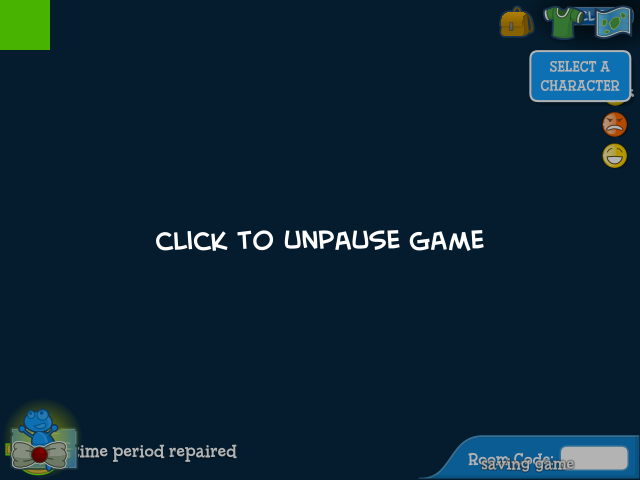 SELECT A
CHARACTER
CLICK TO UNPAUSE GAME
time period repaired
Room Code:
saving game